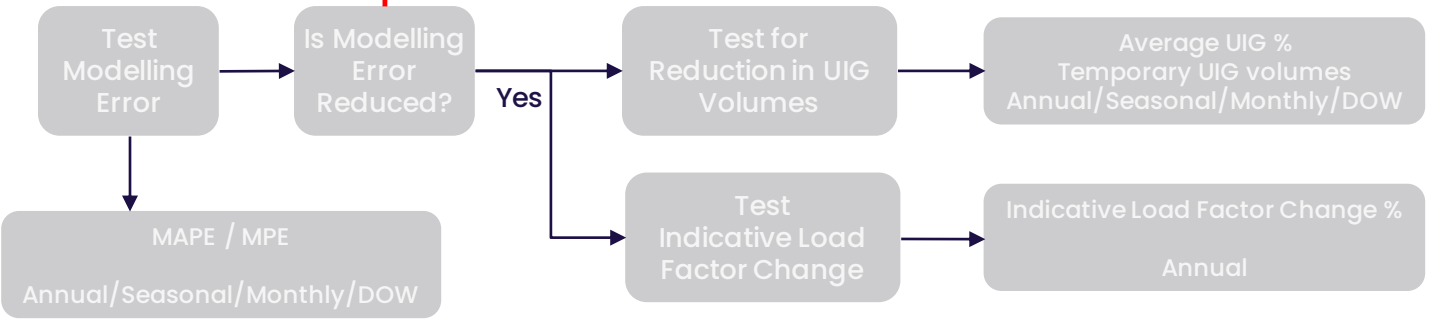 Test
Modelling
Error
Is Modelling
Error
Reduced?
Yes
Test for
Reduction in UIG
Volumes
Average UIG %
Temporary UIG volumes
Annual/Seasonal/Monthly/DOW
MAPE / MPE
Annual/Seasonal/Monthly/DOW
Test
Indicative Load
Factor Change
Indicative Load Factor Change %
Annual